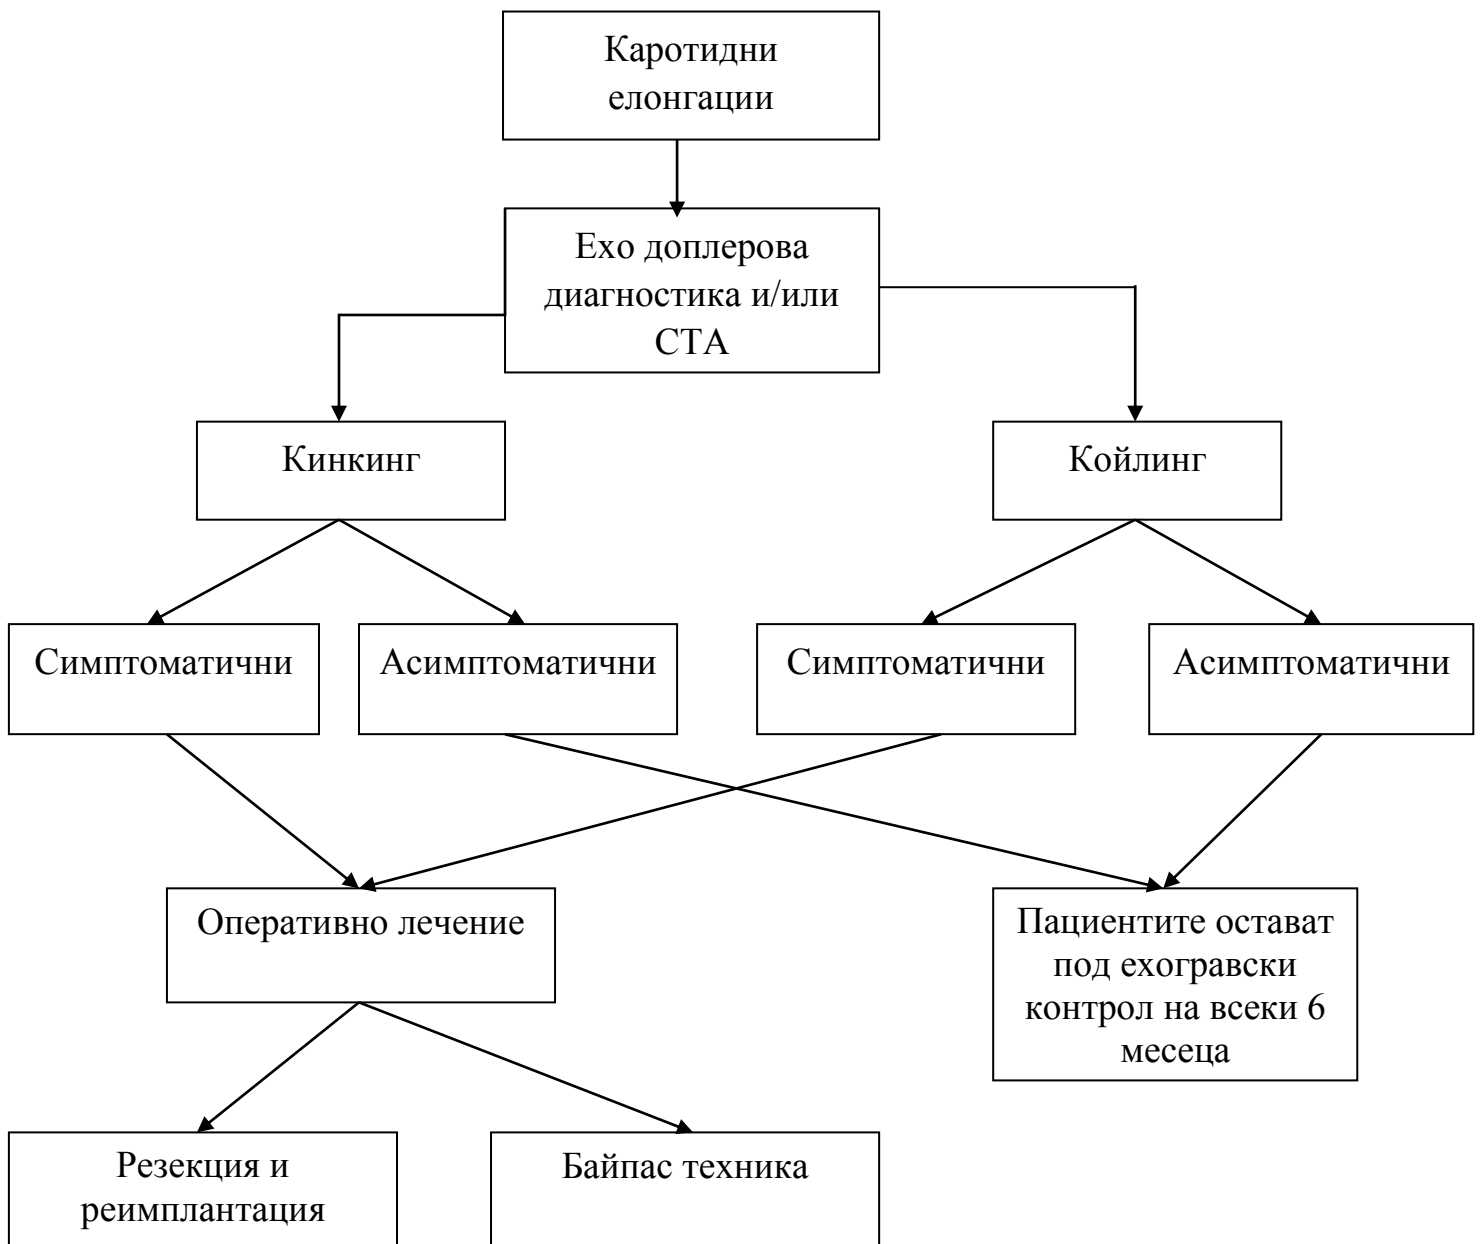 Каротидни
елонгации
Ехо доплерова
диагностика и/или
СТА
Кинкинг
Койлинг
Симптоматични
Асимптоматични
Симптоматични
Асимптоматични
Оперативно лечение
Пациентите остават
под ехогравски
контрол на всеки 6
месеца
Резекция и
реимплантация
Байпас техника